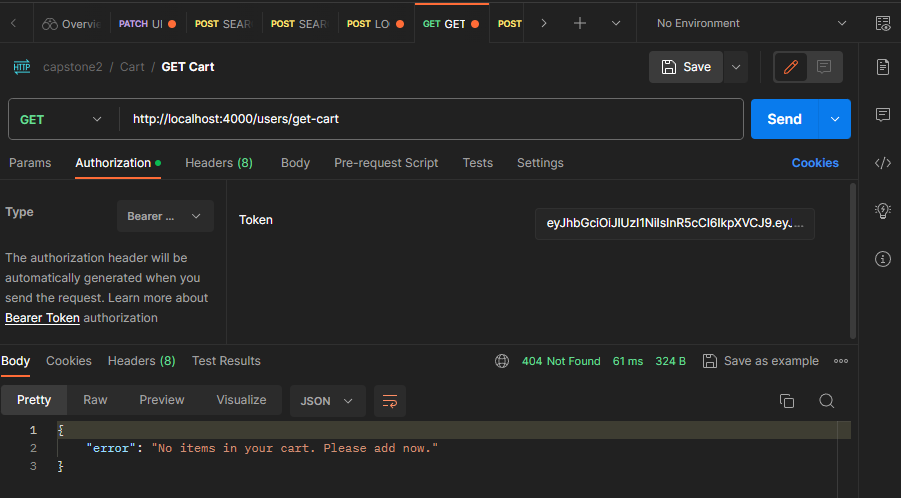 Overvi
PATCH UI
POST SEAR
POST SEAR
POST LO
GET GET
POST
No Environment
HTTP
capstone2 / Cart / GET Cart
Save
GET
http://localhost:4000/users/get-cart
Send
Params
Authorization
Headers (8)
Body
Pre-request Script
Tests
Settings
Cookies
Type
Bearer ...
Token
eyJhbGciOiJIUzI1NiIsInR5cCI6IkpXVCJ9.eyJ...
The authorization header will be
automatically generated when you
send the request. Learn more about
Bearer Token authorization
Body
Cookies
Headers (8)
Test Results
404 Not Found
61 ms
324 B
Save as example
Pretty
Raw
Preview
Visualize
JSON
1 {
2 "error": "No items in your cart. Please add now."
3 }